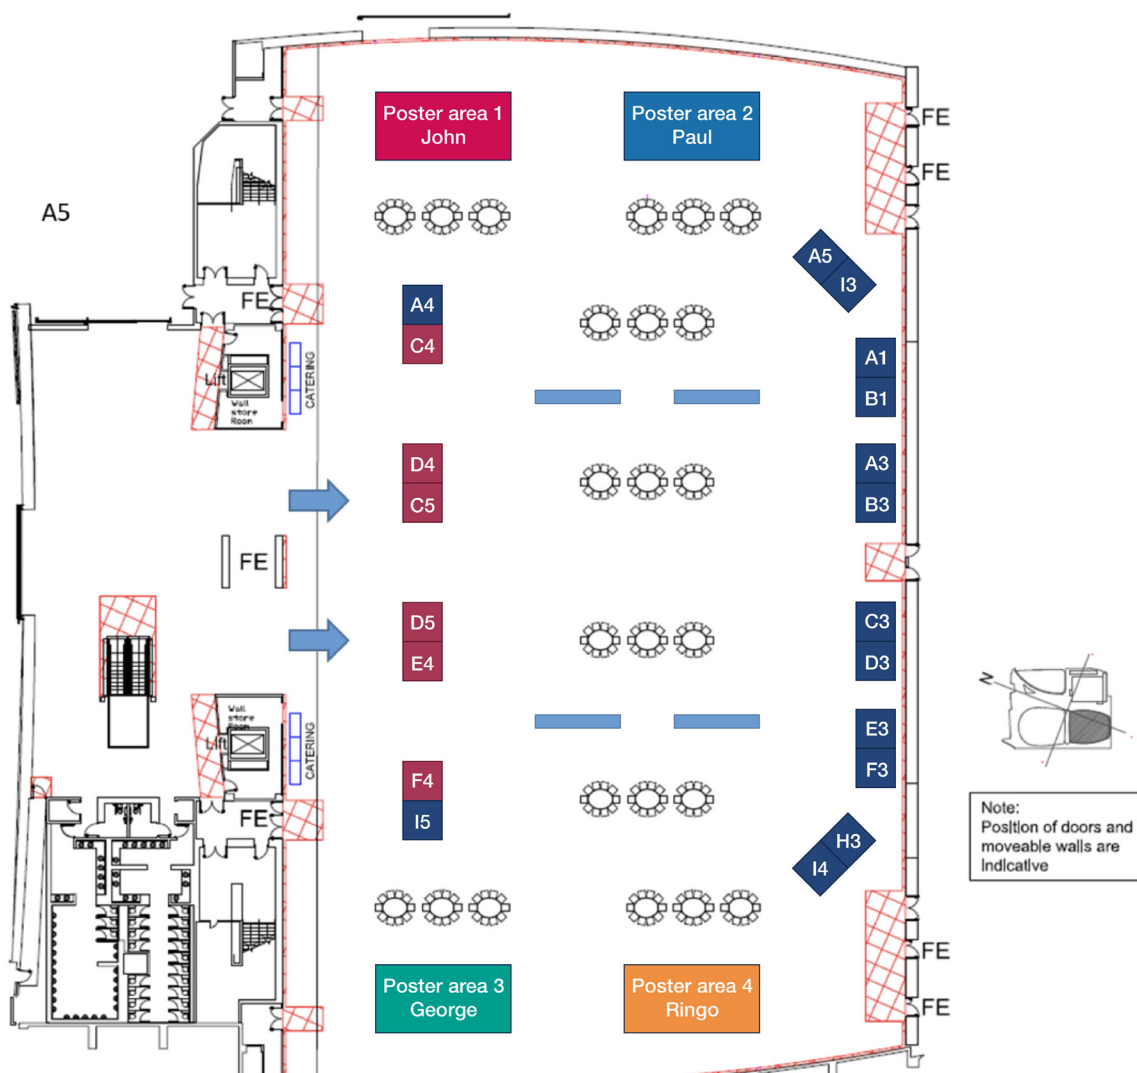 Poster area 1
John
Poster area 2
Paul
FE
FE
A5
A5
I3
FE
A4
C4
Lift
Wall
store
Room
CATERING
A1
B1
D4
C5
A3
B3
FE
D5
E4
C3
D3
N
Wall
store
Room
Lift
CATERING
E3
F3
F4
I5
FE
H3
I4
Note:
Position of doors and
moveable walls are
indicative
FE
Poster area 3
George
Poster area 4
Ringo
FE